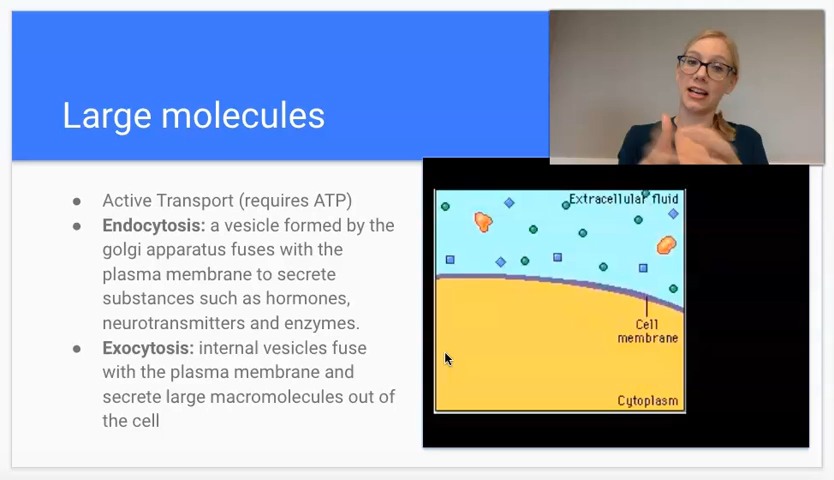 Large molecules
● Active Transport (requires ATP)
● Endocytosis: a vesicle formed by the
golgi apparatus fuses with the
plasma membrane to secrete
substances such as hormones,
neurotransmitters and enzymes.
● Exocytosis: internal vesicles fuse
with the plasma membrane and
secrete large macromolecules out of
the cell
Extracellular fluid
Cell
membrane
Cytoplasm